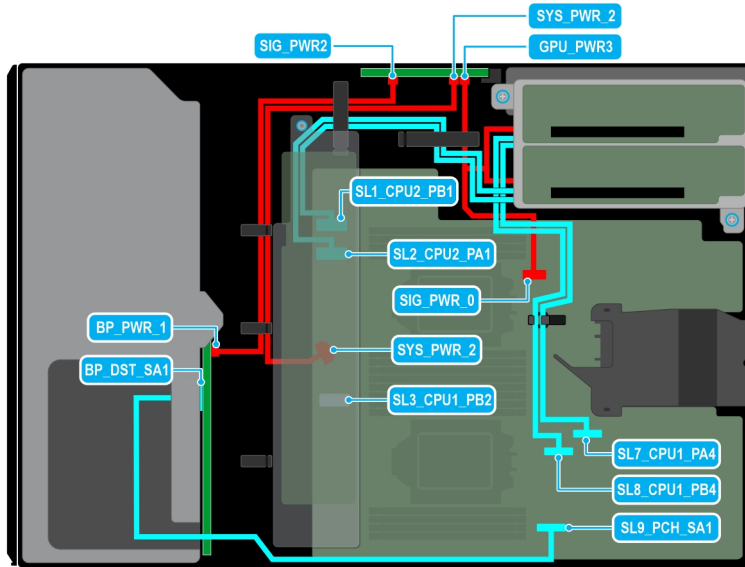 SYS_PWR_2
SIG_PWR2
GPU_PWR3
SL1_CPU2_PB1
SL2_CPU2_PA1
SIG_PWR_0
BP_PWR_1
SYS_PWR_2
BP_DST_SA1
SL3_CPU1_PB2
SL7_CPU1_PA4
SL8_CPU1_PB4
SL9_PCH_SA1